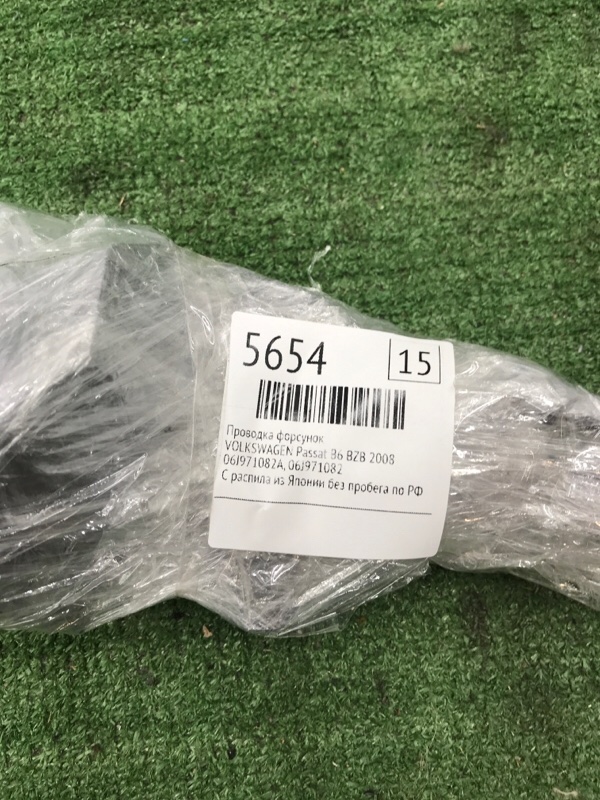 5654 15
Проводка форсунок
VOLKSWAGEN Passat B6 BZB 2008
06J971082A, 06J971082
С распила из Японии без пробега по РФ